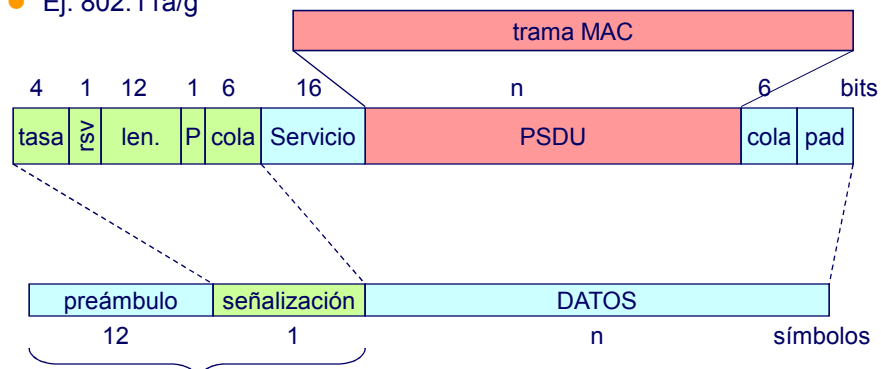 Ej. 802.11a/g
trama MAC
4 1 12 1 6 16 n 6 bits
tasa rsv len. P cola Servicio PSDU cola pad
preámbulo señalización DATOS
12 1 n símbolos